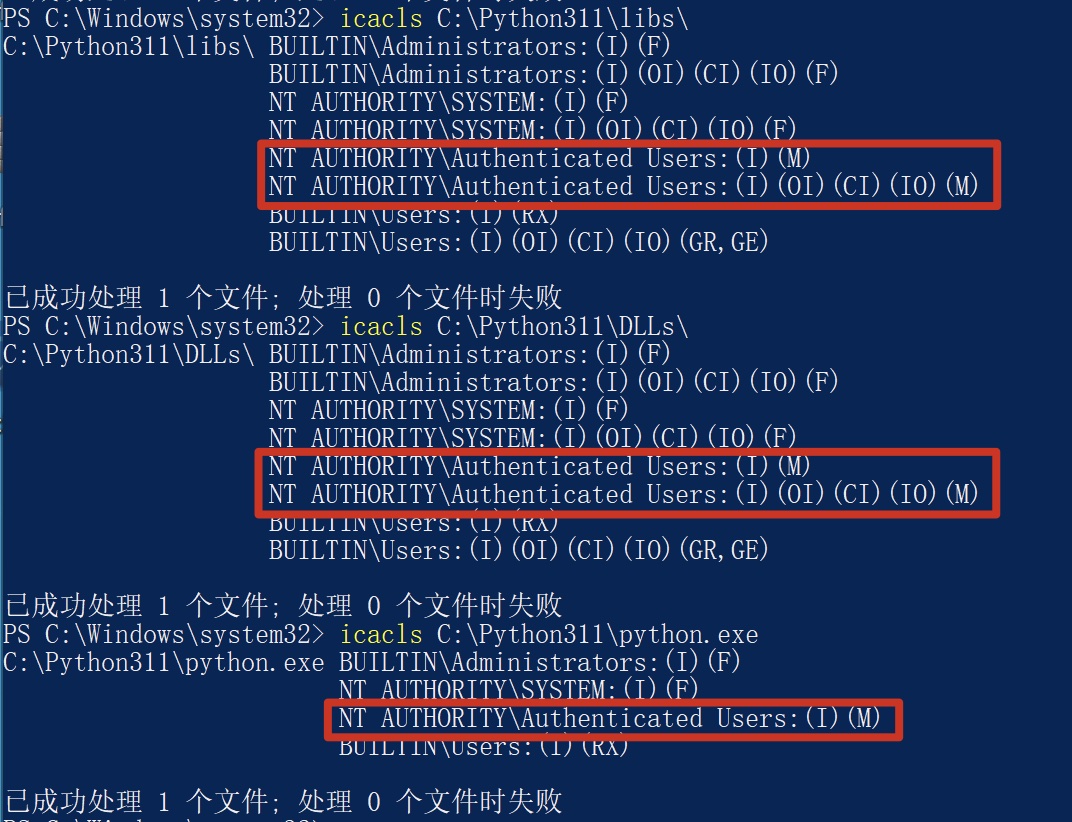 PS C:\Windows\system32> icacls C:\Python311\libs\
C:\Python311\libs\ BUILTIN\Administrators:(I)(F)
BUILTIN\Administrators:(I)(OI)(CI)(IO)(F)
NT AUTHORITY\SYSTEM:(I)(F)
NT AUTHORITY\SYSTEM:(I)(OI)(CI)(IO)(F)
NT AUTHORITY\Authenticated Users:(I)(M)
NT AUTHORITY\Authenticated Users:(I)(OI)(CI)(IO)(M)
BUILTIN\Users:(I)(RX)
BUILTIN\Users:(I)(OI)(CI)(IO)(GR,GE)
已成功处理 1 个文件; 处理 0 个文件时失败
PS C:\Windows\system32> icacls C:\Python311\DLLs\
C:\Python311\DLLs\ BUILTIN\Administrators:(I)(F)
BUILTIN\Administrators:(I)(OI)(CI)(IO)(F)
NT AUTHORITY\SYSTEM:(I)(F)
NT AUTHORITY\SYSTEM:(I)(OI)(CI)(IO)(F)
NT AUTHORITY\Authenticated Users:(I)(M)
NT AUTHORITY\Authenticated Users:(I)(OI)(CI)(IO)(M)
BUILTIN\Users:(I)(RX)
BUILTIN\Users:(I)(OI)(CI)(IO)(GR,GE)
已成功处理 1 个文件; 处理 0 个文件时失败
PS C:\Windows\system32> icacls C:\Python311\python.exe
C:\Python311\python.exe BUILTIN\Administrators:(I)(F)
NT AUTHORITY\SYSTEM:(I)(F)
NT AUTHORITY\Authenticated Users:(I)(M)
BUILTIN\Users:(I)(RX)
已成功处理 1 个文件; 处理 0 个文件时失败